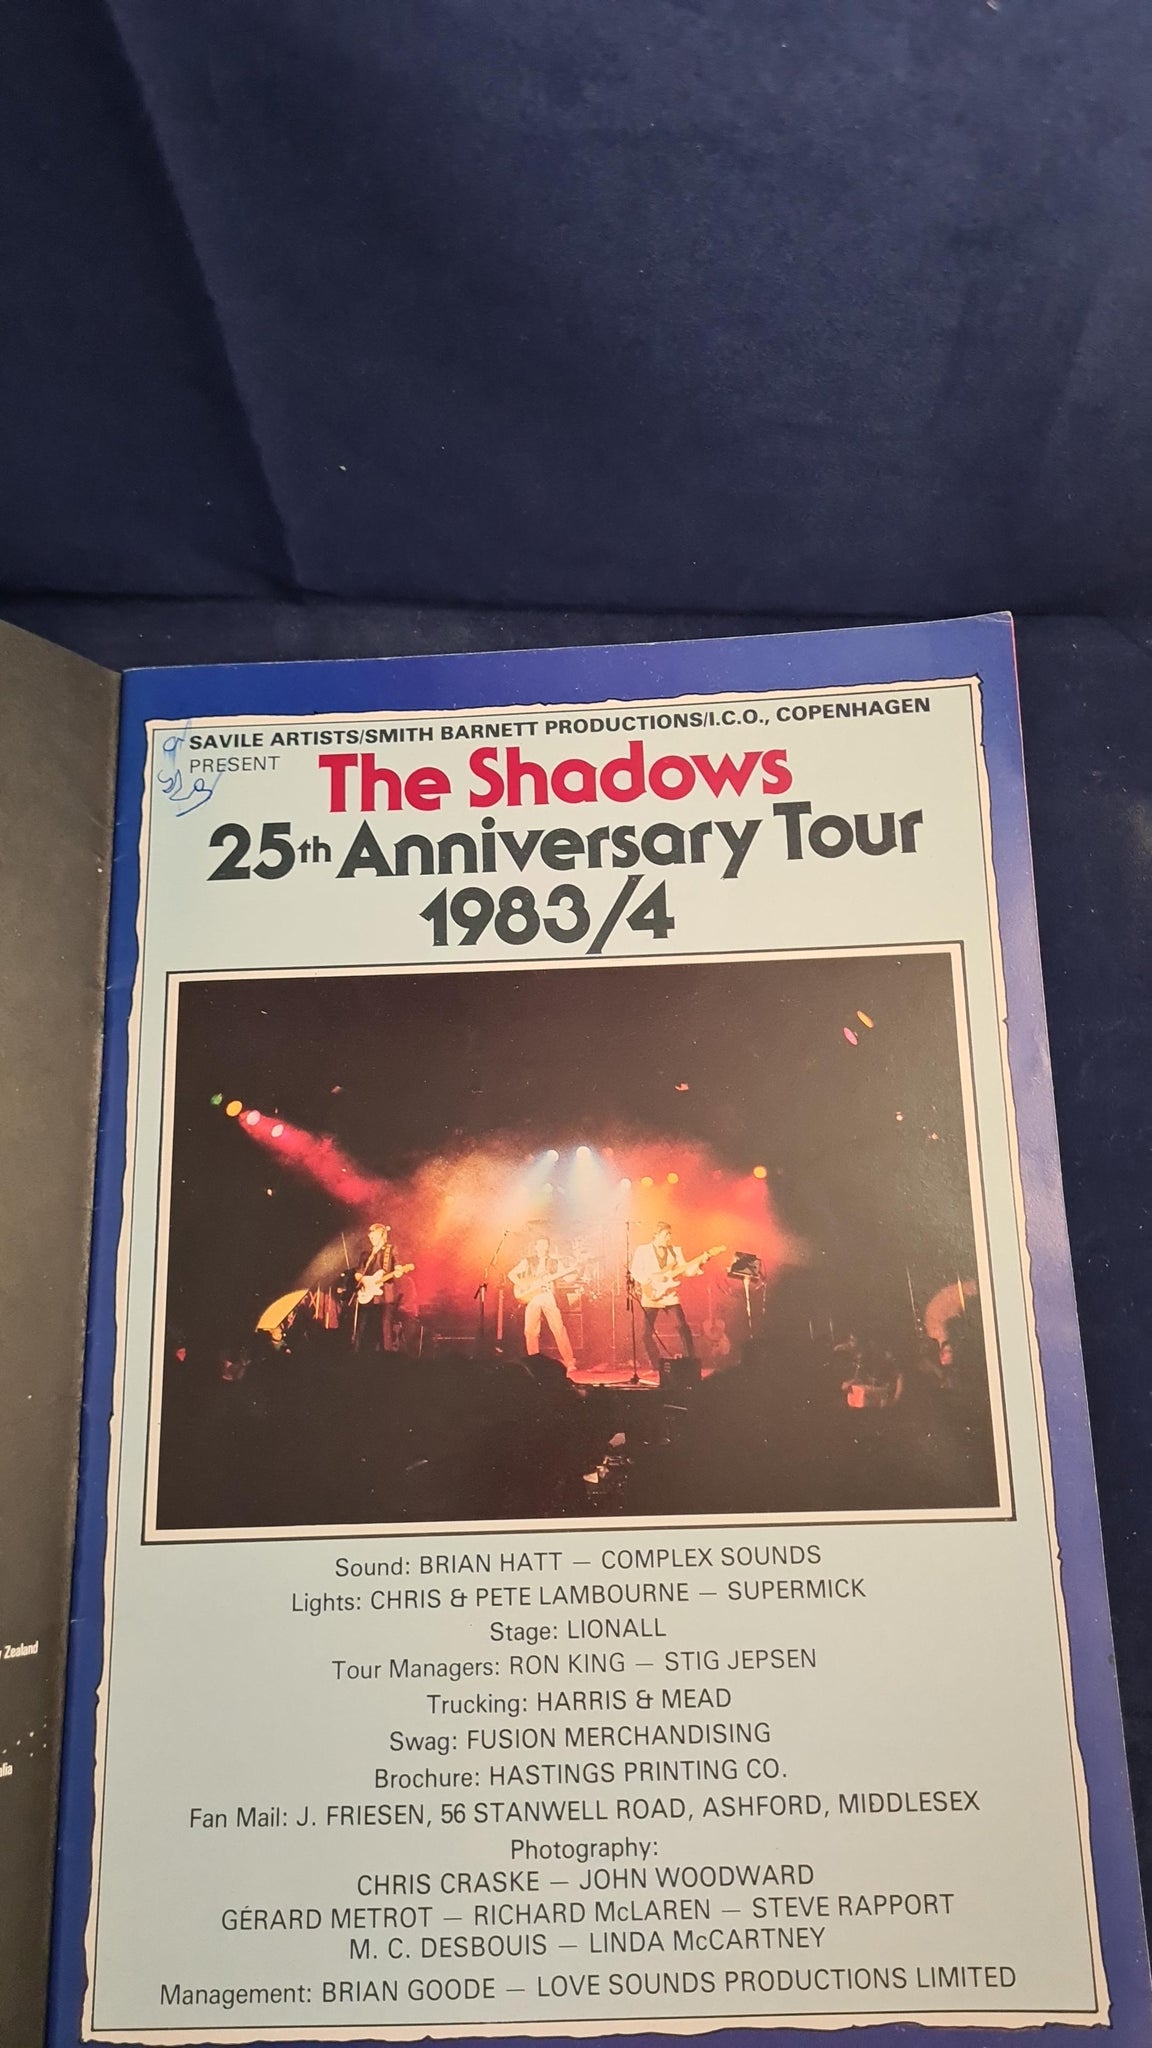 SAVILE ARTISTS/SMITH BARNETT PRODUCTIONS/I.C.O., COPENHAGEN
PRESENT
The Shadows
25th Anniversary Tour
1983/4
Sound: BRIAN HATT — COMPLEX SOUNDS
Lights: CHRIS & PETE LAMBOURNE — SUPERMICK
Stage: LIONALL
Tour Managers: RON KING — STIG JEPSEN
Trucking: HARRIS & MEAD
Swag: FUSION MERCHANDISING
Brochure: HASTINGS PRINTING CO.
Fan Mail: J. FRIESEN, 56 STANWELL ROAD, ASHFORD, MIDDLESEX
Photography:
CHRIS CRASKE — JOHN WOODWARD
GÉRARD METROT — RICHARD McLAREN — STEVE RAPPORT
M. C. DESBOUIS — LINDA McCARTNEY
Management: BRIAN GOODE — LOVE SOUNDS PRODUCTIONS LIMITED
Zealand